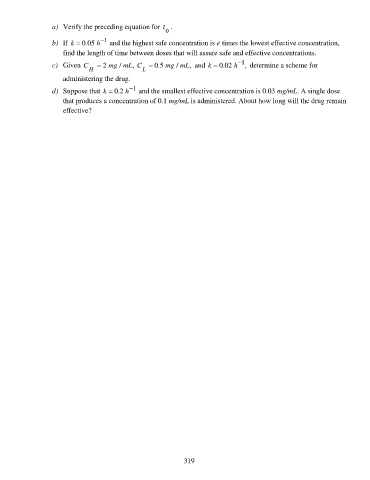 a) Verify the preceding equation for t₀.
b) If k = 0.05 h⁻¹ and the highest safe concentration is e times the lowest effective concentration,
find the length of time between doses that will assure safe and effective concentrations.
c) Given C_H = 2 mg / mL, C_L = 0.5 mg / mL, and k = 0.02 h⁻¹, determine a scheme for
administering the drug.
d) Suppose that k = 0.2 h⁻¹ and the smallest effective concentration is 0.03 mg/mL. A single dose
that produces a concentration of 0.1 mg/mL is administered. About how long will the drug remain
effective?
319